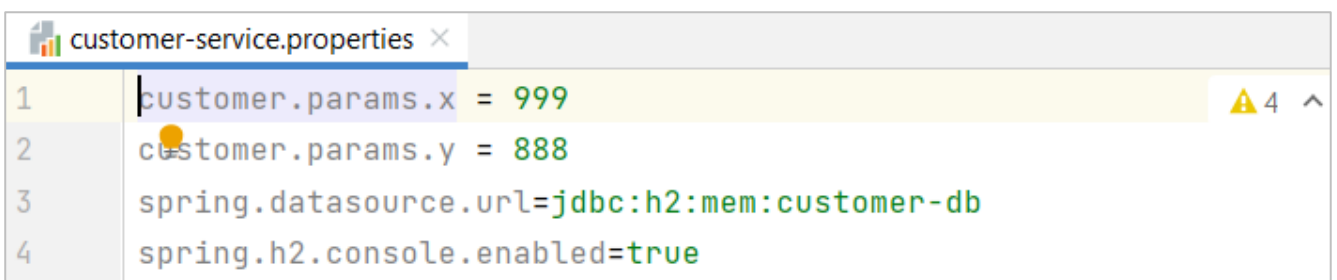 customer-service.properties
1 customer.params.x = 999 4
2 customer.params.y = 888
3 spring.datasource.url=jdbc:h2:mem:customer-db
4 spring.h2.console.enabled=true